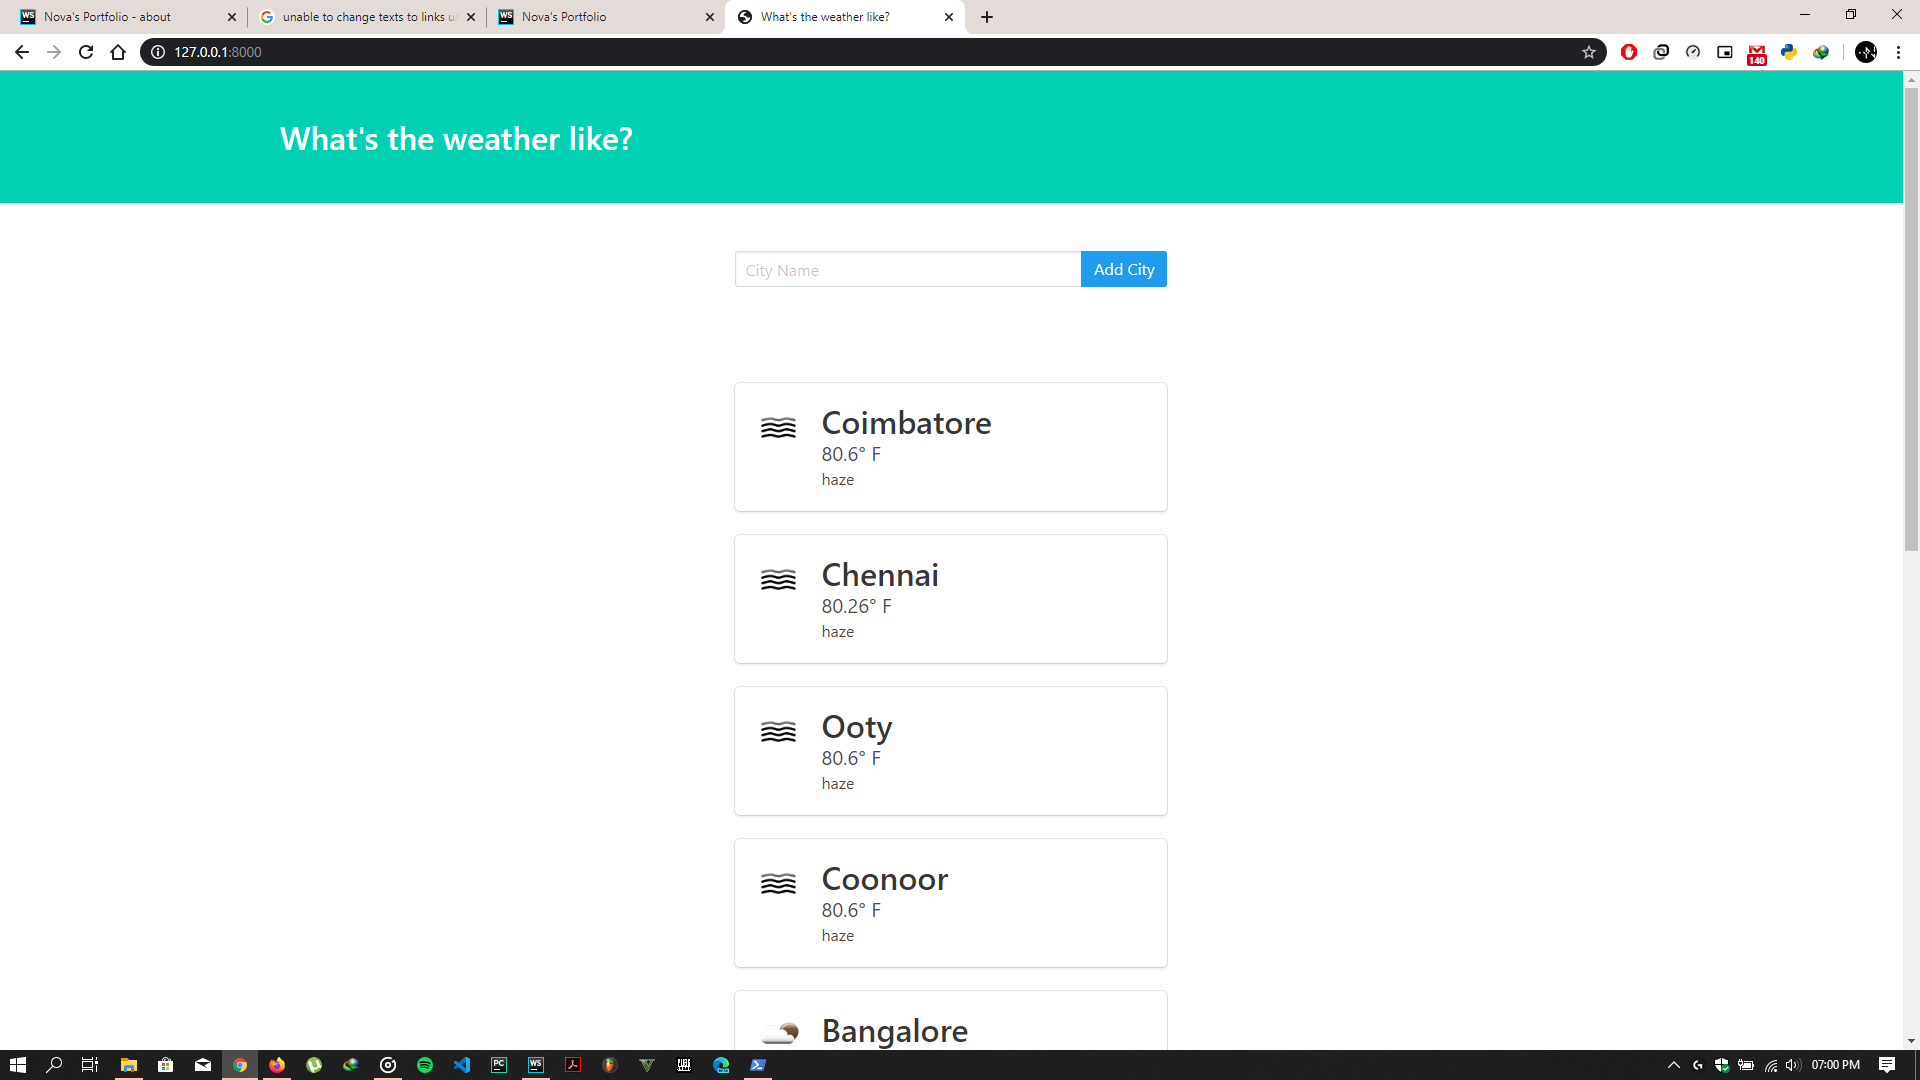 Nova's Portfolio - about
unable to change texts to links u
Nova's Portfolio
What's the weather like?
127.0.0.1:8000
140
What's the weather like?
City Name
Add City
Coimbatore
80.6° F
haze
Chennai
80.26° F
haze
Ooty
80.6° F
haze
Coonoor
80.6° F
haze
Bangalore
07:00 PM